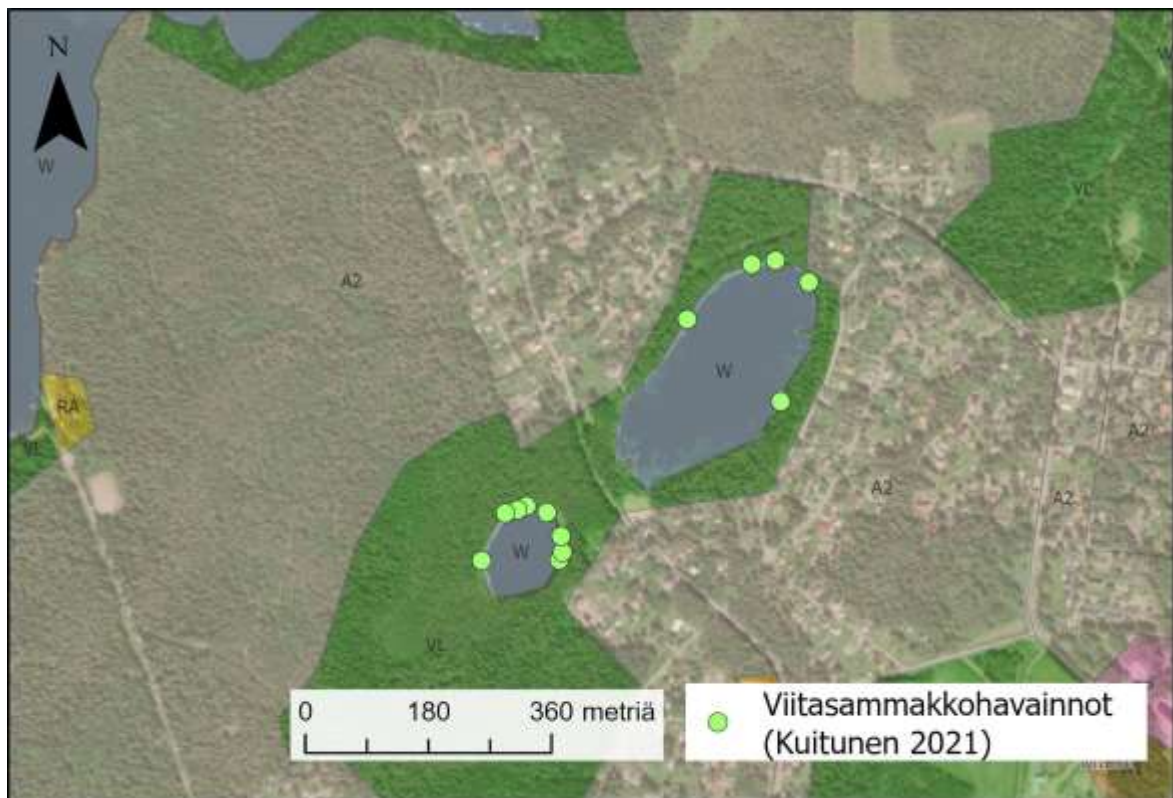 N
W
W
VL
A2
W
RA
VL
A2
A2
A2
W
VL
0 180 360 metriä
Viitasammakkohavainnot
(Kuitunen 2021)